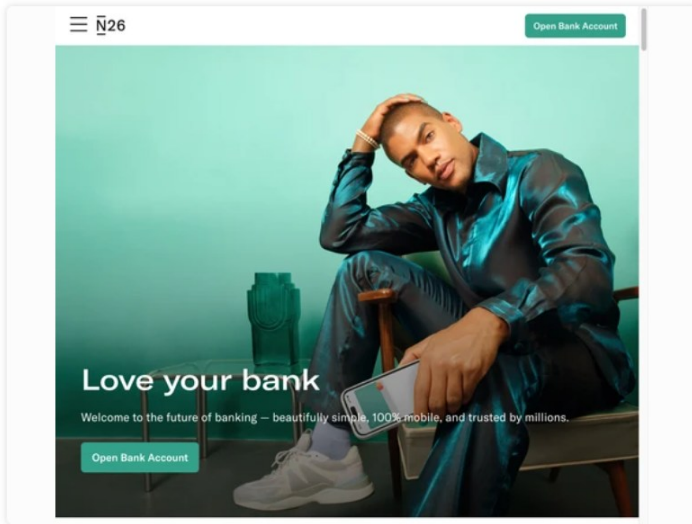 N26
Open Bank Account
Love your bank
Welcome to the future of banking — beautifully simple, 100% mobile, and trusted by millions.
Open Bank Account